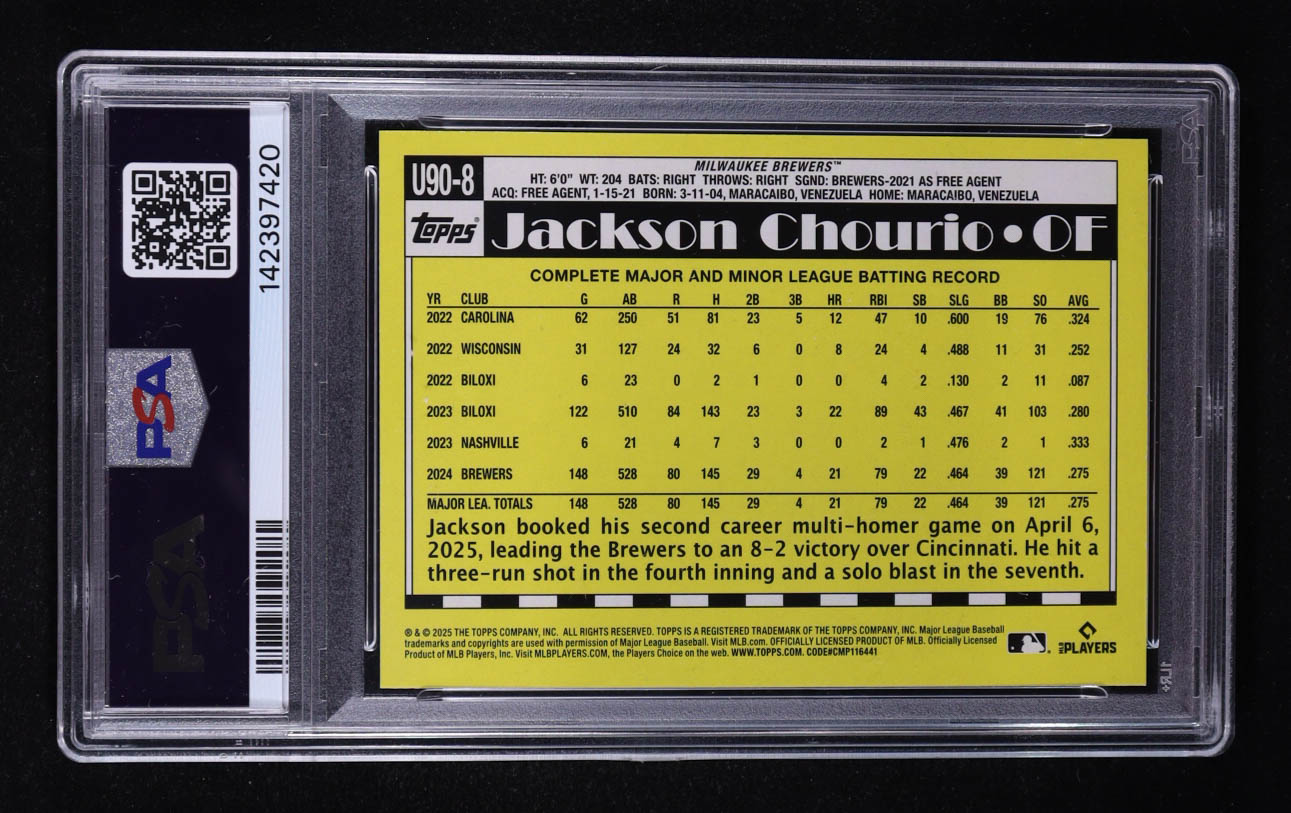 142397420
PSA
PSA
PSA
U90-8
MILWAUKEE BREWERS™
HT: 6'0" WT: 204 BATS: RIGHT THROWS: RIGHT SGND: BREWERS-2021 AS FREE AGENT
ACQ: FREE AGENT, 1-15-21 BORN: 3-11-04, MARACAIBO, VENEZUELA HOME: MARACAIBO, VENEZUELA
Topps® Jackson Chourio • OF
COMPLETE MAJOR AND MINOR LEAGUE BATTING RECORD
YR CLUB G AB R H 2B 3B HR RBI SB SLG BB SO AVG
2022 CAROLINA 62 250 51 81 23 5 12 47 10 .600 19 76 .324
2022 WISCONSIN 31 127 24 32 6 0 8 24 4 .488 11 31 .252
2022 BILOXI 6 23 0 2 1 0 0 4 2 .130 2 11 .087
2023 BILOXI 122 510 84 143 23 3 22 89 43 .467 41 103 .280
2023 NASHVILLE 6 21 4 7 3 0 0 2 1 .476 2 1 .333
2024 BREWERS 148 528 80 145 29 4 21 79 22 .464 39 121 .275
MAJOR LEA. TOTALS 148 528 80 145 29 4 21 79 22 .464 39 121 .275
Jackson booked his second career multi-homer game on April 6,
2025, leading the Brewers to an 8-2 victory over Cincinnati. He hit a
three-run shot in the fourth inning and a solo blast in the seventh.
® & © 2025 THE TOPPS COMPANY, INC. ALL RIGHTS RESERVED. TOPPS IS A REGISTERED TRADEMARK OF THE TOPPS COMPANY, INC. Major League Baseball
trademarks and copyrights are used with permission of Major League Baseball. Visit MLB.com. OFFICIALLY LICENSED PRODUCT OF MLB. Officially Licensed
Product of MLB Players, Inc. Visit MLBPLAYERS.COM, the Players Choice on the web. WWW.TOPPS.COM. CODE#CMP116441
MLB PLAYERS